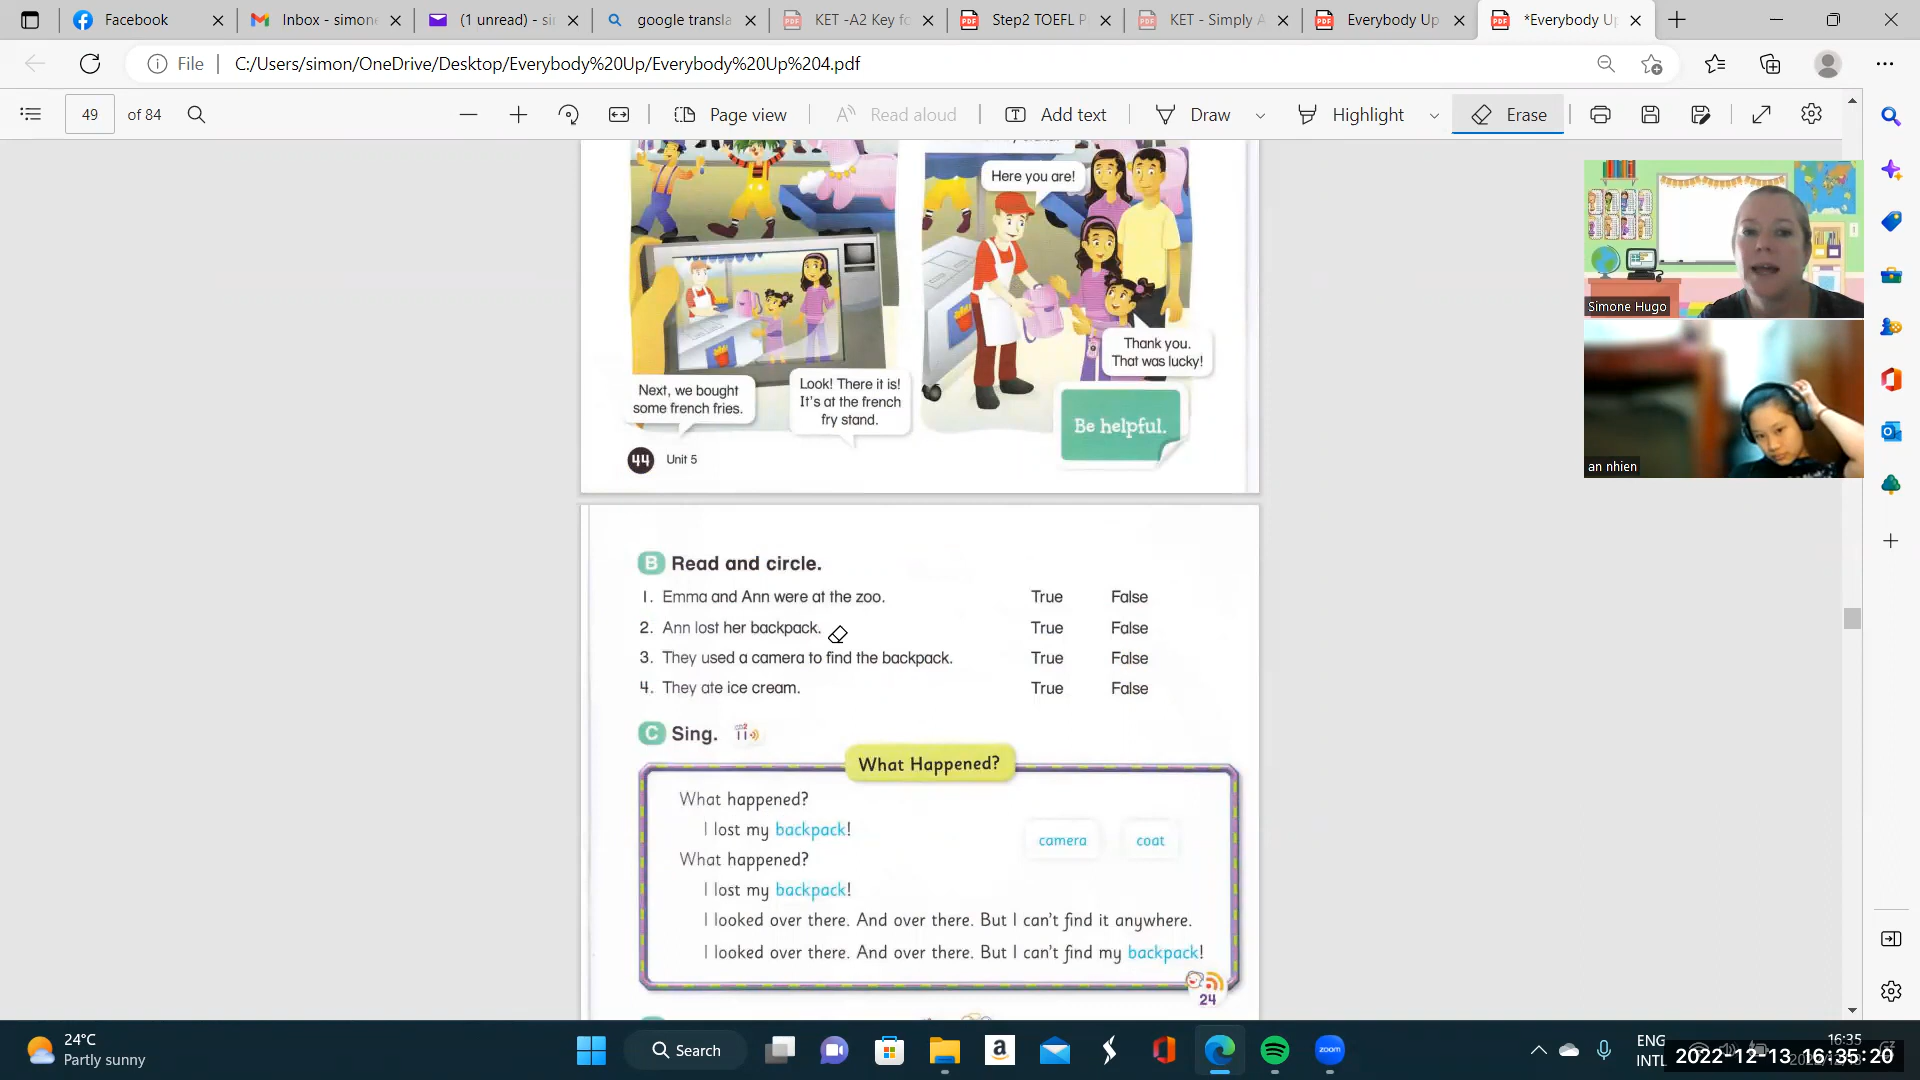 Facebook
Inbox - simone
(1 unread) - si
google transla
KET -A2 Key fo
Step2 TOEFL P
KET - Simply A
Everybody Up
*Everybody Up
File
C:/Users/simon/OneDrive/Desktop/Everybody%20Up/Everybody%20Up%204.pdf
49 of 84
Page view
Read aloud
Add text
Draw
Highlight
Erase
Here you are!
Thank you.
That was lucky!
Next, we bought
some french fries.
Look! There it is!
It's at the french
fry stand.
Be helpful.
44 Unit 5
Simone Hugo
an nhien
B Read and circle.
1. Emma and Ann were at the zoo. True False
2. Ann lost her backpack. True False
3. They used a camera to find the backpack. True False
4. They ate ice cream. True False
C Sing.
What Happened?
What happened?
I lost my backpack!
camera coat
What happened?
I lost my backpack!
I looked over there. And over there. But I can't find it anywhere.
I looked over there. And over there. But I can't find my backpack!
24
24°C
Partly sunny
Search
zoom
ENG
INTL
16:35
2022-12-13 16:35:20